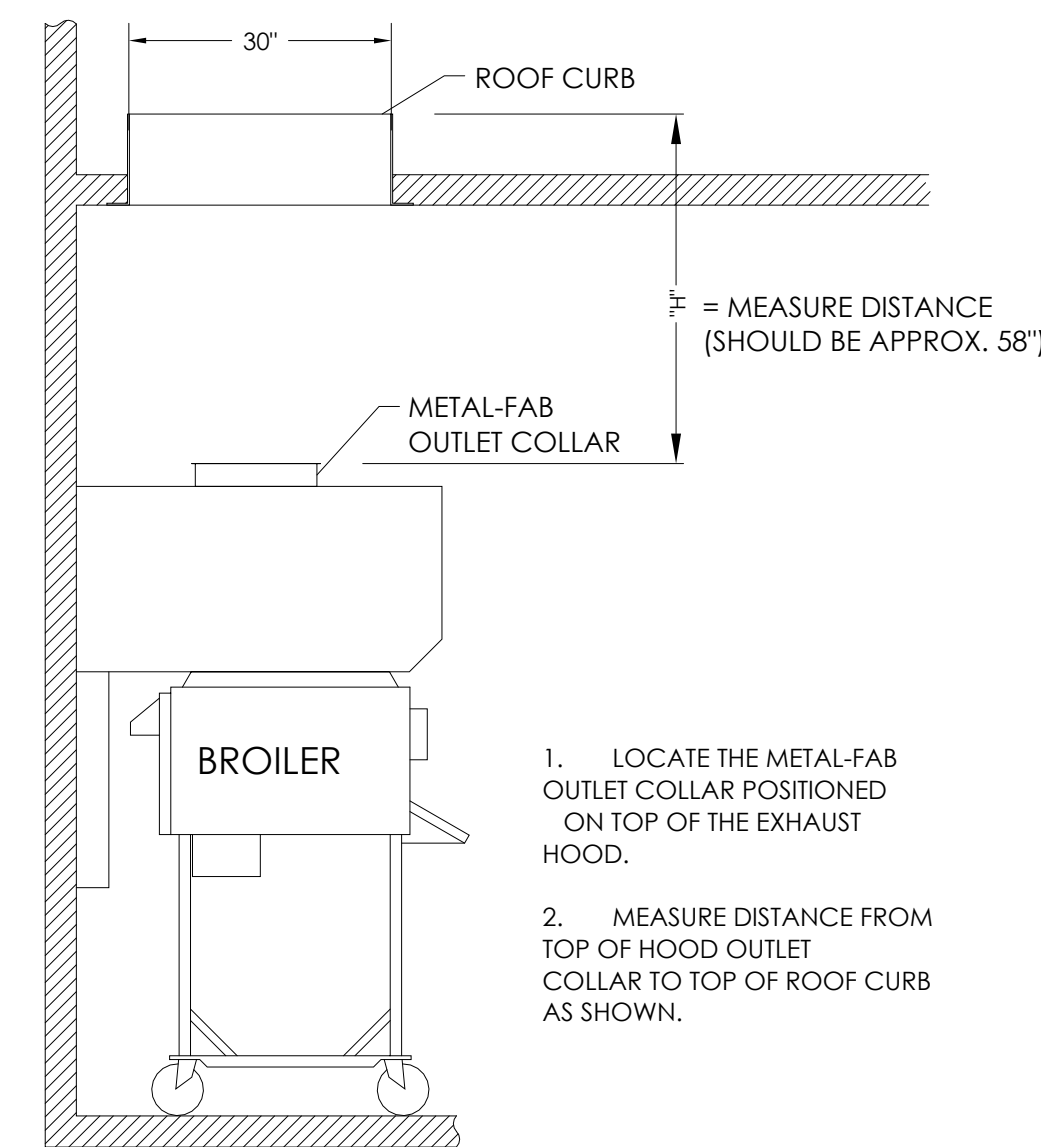 30"
ROOF CURB
"H" = MEASURE DISTANCE
(SHOULD BE APPROX. 58")
METAL-FAB
OUTLET COLLAR
BROILER
1. LOCATE THE METAL-FAB
OUTLET COLLAR POSITIONED
ON TOP OF THE EXHAUST
HOOD.
2. MEASURE DISTANCE FROM
TOP OF HOOD OUTLET
COLLAR TO TOP OF ROOF CURB
AS SHOWN.